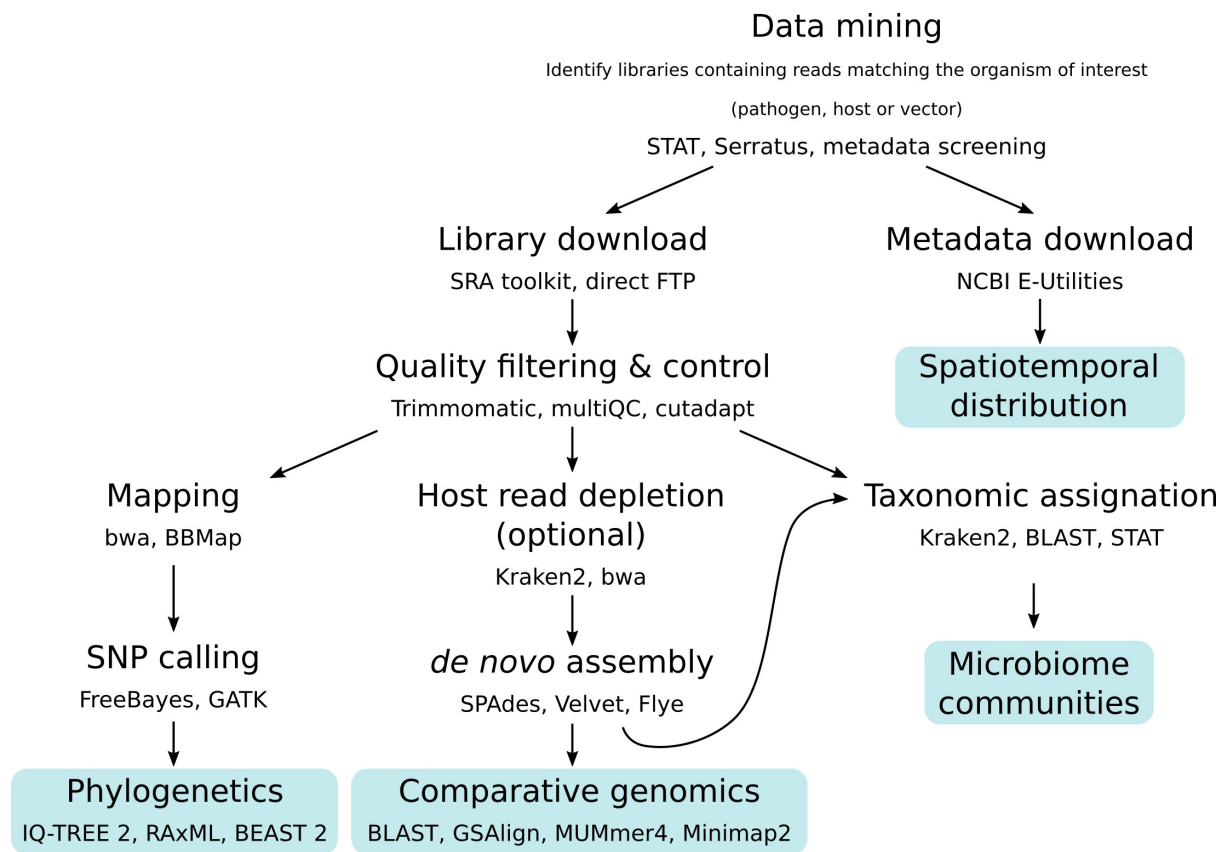 Data mining
Identify libraries containing reads matching the organism of interest
(pathogen, host or vector)
STAT, Serratus, metadata screening
Library download
SRA toolkit, direct FTP
Metadata download
NCBI E-Utilities
Quality filtering & control
Trimmomatic, multiQC, cutadapt
Spatiotemporal
distribution
Mapping
bwa, BBMap
Host read depletion
(optional)
Kraken2, bwa
Taxonomic assignation
Kraken2, BLAST, STAT
SNP calling
FreeBayes, GATK
de novo assembly
SPAdes, Velvet, Flye
Microbiome
communities
Phylogenetics
IQ-TREE 2, RAxML, BEAST 2
Comparative genomics
BLAST, GSAlign, MUMmer4, Minimap2